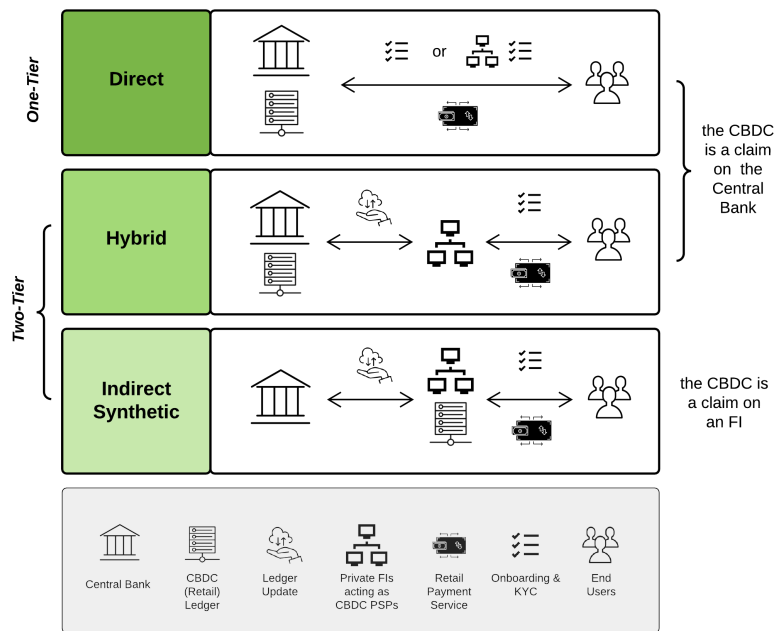 One-Tier
Direct
or
the CBDC
is a claim
on the
Central
Bank
Two-Tier
Hybrid
Indirect
Synthetic
the CBDC is
a claim on
an FI
Central Bank
CBDC
(Retail)
Ledger
Ledger
Update
Private FIs
acting as
CBDC PSPs
Retail
Payment
Service
Onboarding &
KYC
End
Users